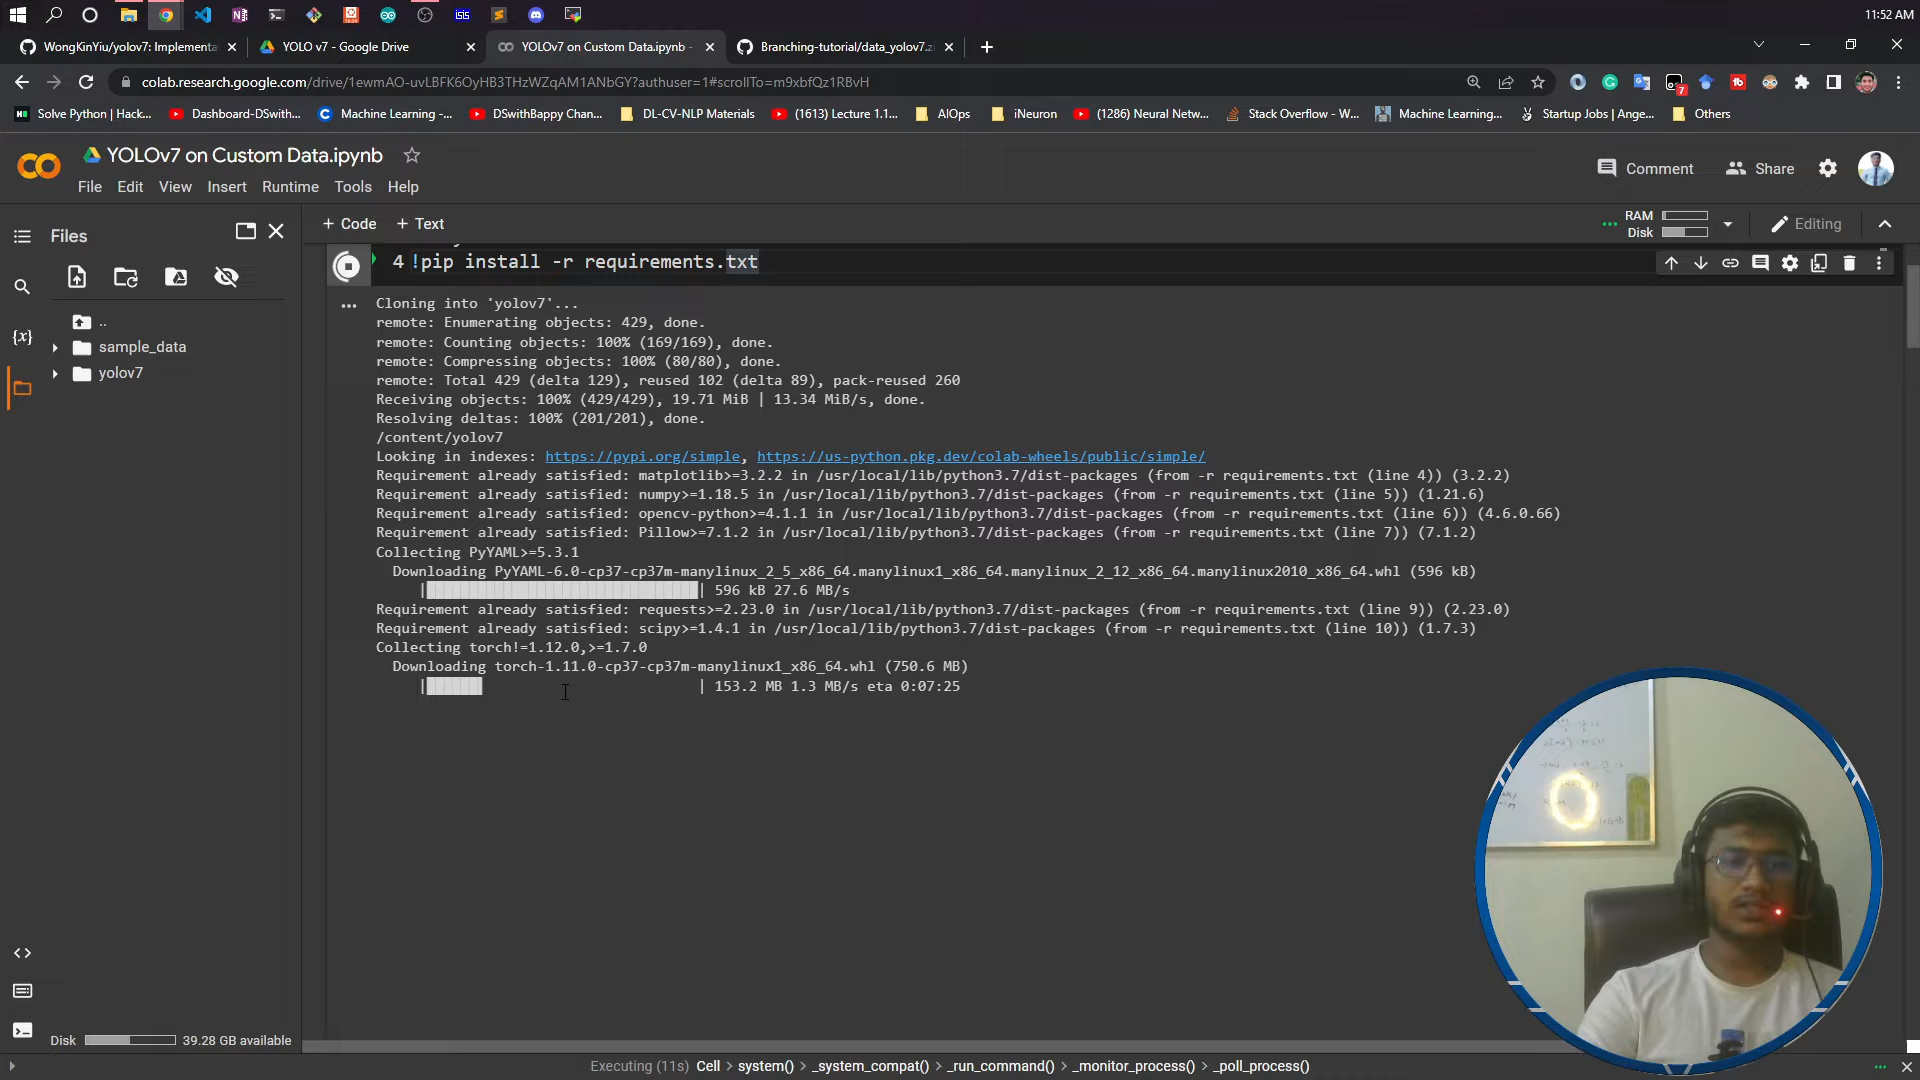 11:52 AM
WongKinYiu/yolov7: Implementa
YOLO v7 - Google Drive
YOLOv7 on Custom Data.ipynb -
Branching-tutorial/data_yolov7.z
colab.research.google.com/drive/1ewmAO-uvLBFK6OyHB3THzWZqAM1ANbGY?authuser=1#scrollTo=m9xbfQz1RBvH
Solve Python | Hack...
Dashboard-DSwith...
Machine Learning -...
DSwithBappy Chan...
DL-CV-NLP Materials
(1613) Lecture 1.1...
AIOps
iNeuron
(1286) Neural Netw...
Stack Overflow - W...
Machine Learning...
Startup Jobs | Ange...
Others
YOLOv7 on Custom Data.ipynb
File Edit View Insert Runtime Tools Help
Comment
Share
Files
+ Code + Text
RAM
Disk
Editing
..
sample_data
yolov7
4 !pip install -r requirements.txt
Cloning into 'yolov7'...
remote: Enumerating objects: 429, done.
remote: Counting objects: 100% (169/169), done.
remote: Compressing objects: 100% (80/80), done.
remote: Total 429 (delta 129), reused 102 (delta 89), pack-reused 260
Receiving objects: 100% (429/429), 19.71 MiB | 13.34 MiB/s, done.
Resolving deltas: 100% (201/201), done.
/content/yolov7
Looking in indexes: https://pypi.org/simple, https://us-python.pkg.dev/colab-wheels/public/simple/
Requirement already satisfied: matplotlib>=3.2.2 in /usr/local/lib/python3.7/dist-packages (from -r requirements.txt (line 4)) (3.2.2)
Requirement already satisfied: numpy>=1.18.5 in /usr/local/lib/python3.7/dist-packages (from -r requirements.txt (line 5)) (1.21.6)
Requirement already satisfied: opencv-python>=4.1.1 in /usr/local/lib/python3.7/dist-packages (from -r requirements.txt (line 6)) (4.6.0.66)
Requirement already satisfied: Pillow>=7.1.2 in /usr/local/lib/python3.7/dist-packages (from -r requirements.txt (line 7)) (7.1.2)
Collecting PyYAML>=5.3.1
Downloading PyYAML-6.0-cp37-cp37m-manylinux_2_5_x86_64.manylinux1_x86_64.manylinux_2_12_x86_64.manylinux2010_x86_64.whl (596 kB)
| 596 kB 27.6 MB/s
Requirement already satisfied: requests>=2.23.0 in /usr/local/lib/python3.7/dist-packages (from -r requirements.txt (line 9)) (2.23.0)
Requirement already satisfied: scipy>=1.4.1 in /usr/local/lib/python3.7/dist-packages (from -r requirements.txt (line 10)) (1.7.3)
Collecting torch!=1.12.0,>=1.7.0
Downloading torch-1.11.0-cp37-cp37m-manylinux1_x86_64.whl (750.6 MB)
| 153.2 MB 1.3 MB/s eta 0:07:25
Disk 39.28 GB available
Executing (11s) Cell > system() > _system_compat() > _run_command() > _monitor_process() > _poll_process()